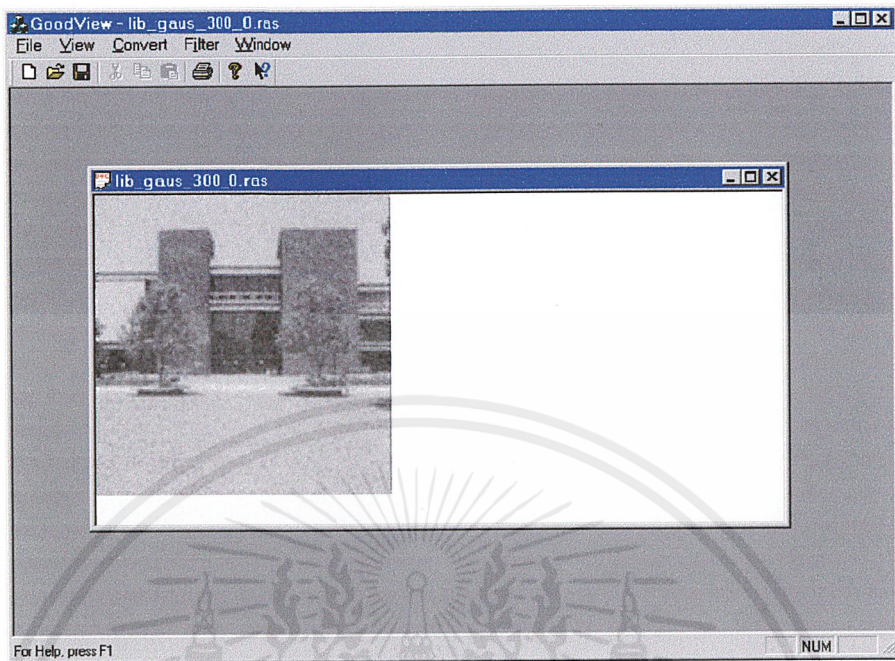 GoodView - lib_gaus_300_0.ras
File View Convert Filter Window
lib_gaus_300_0.ras
For Help, press F1
NUM